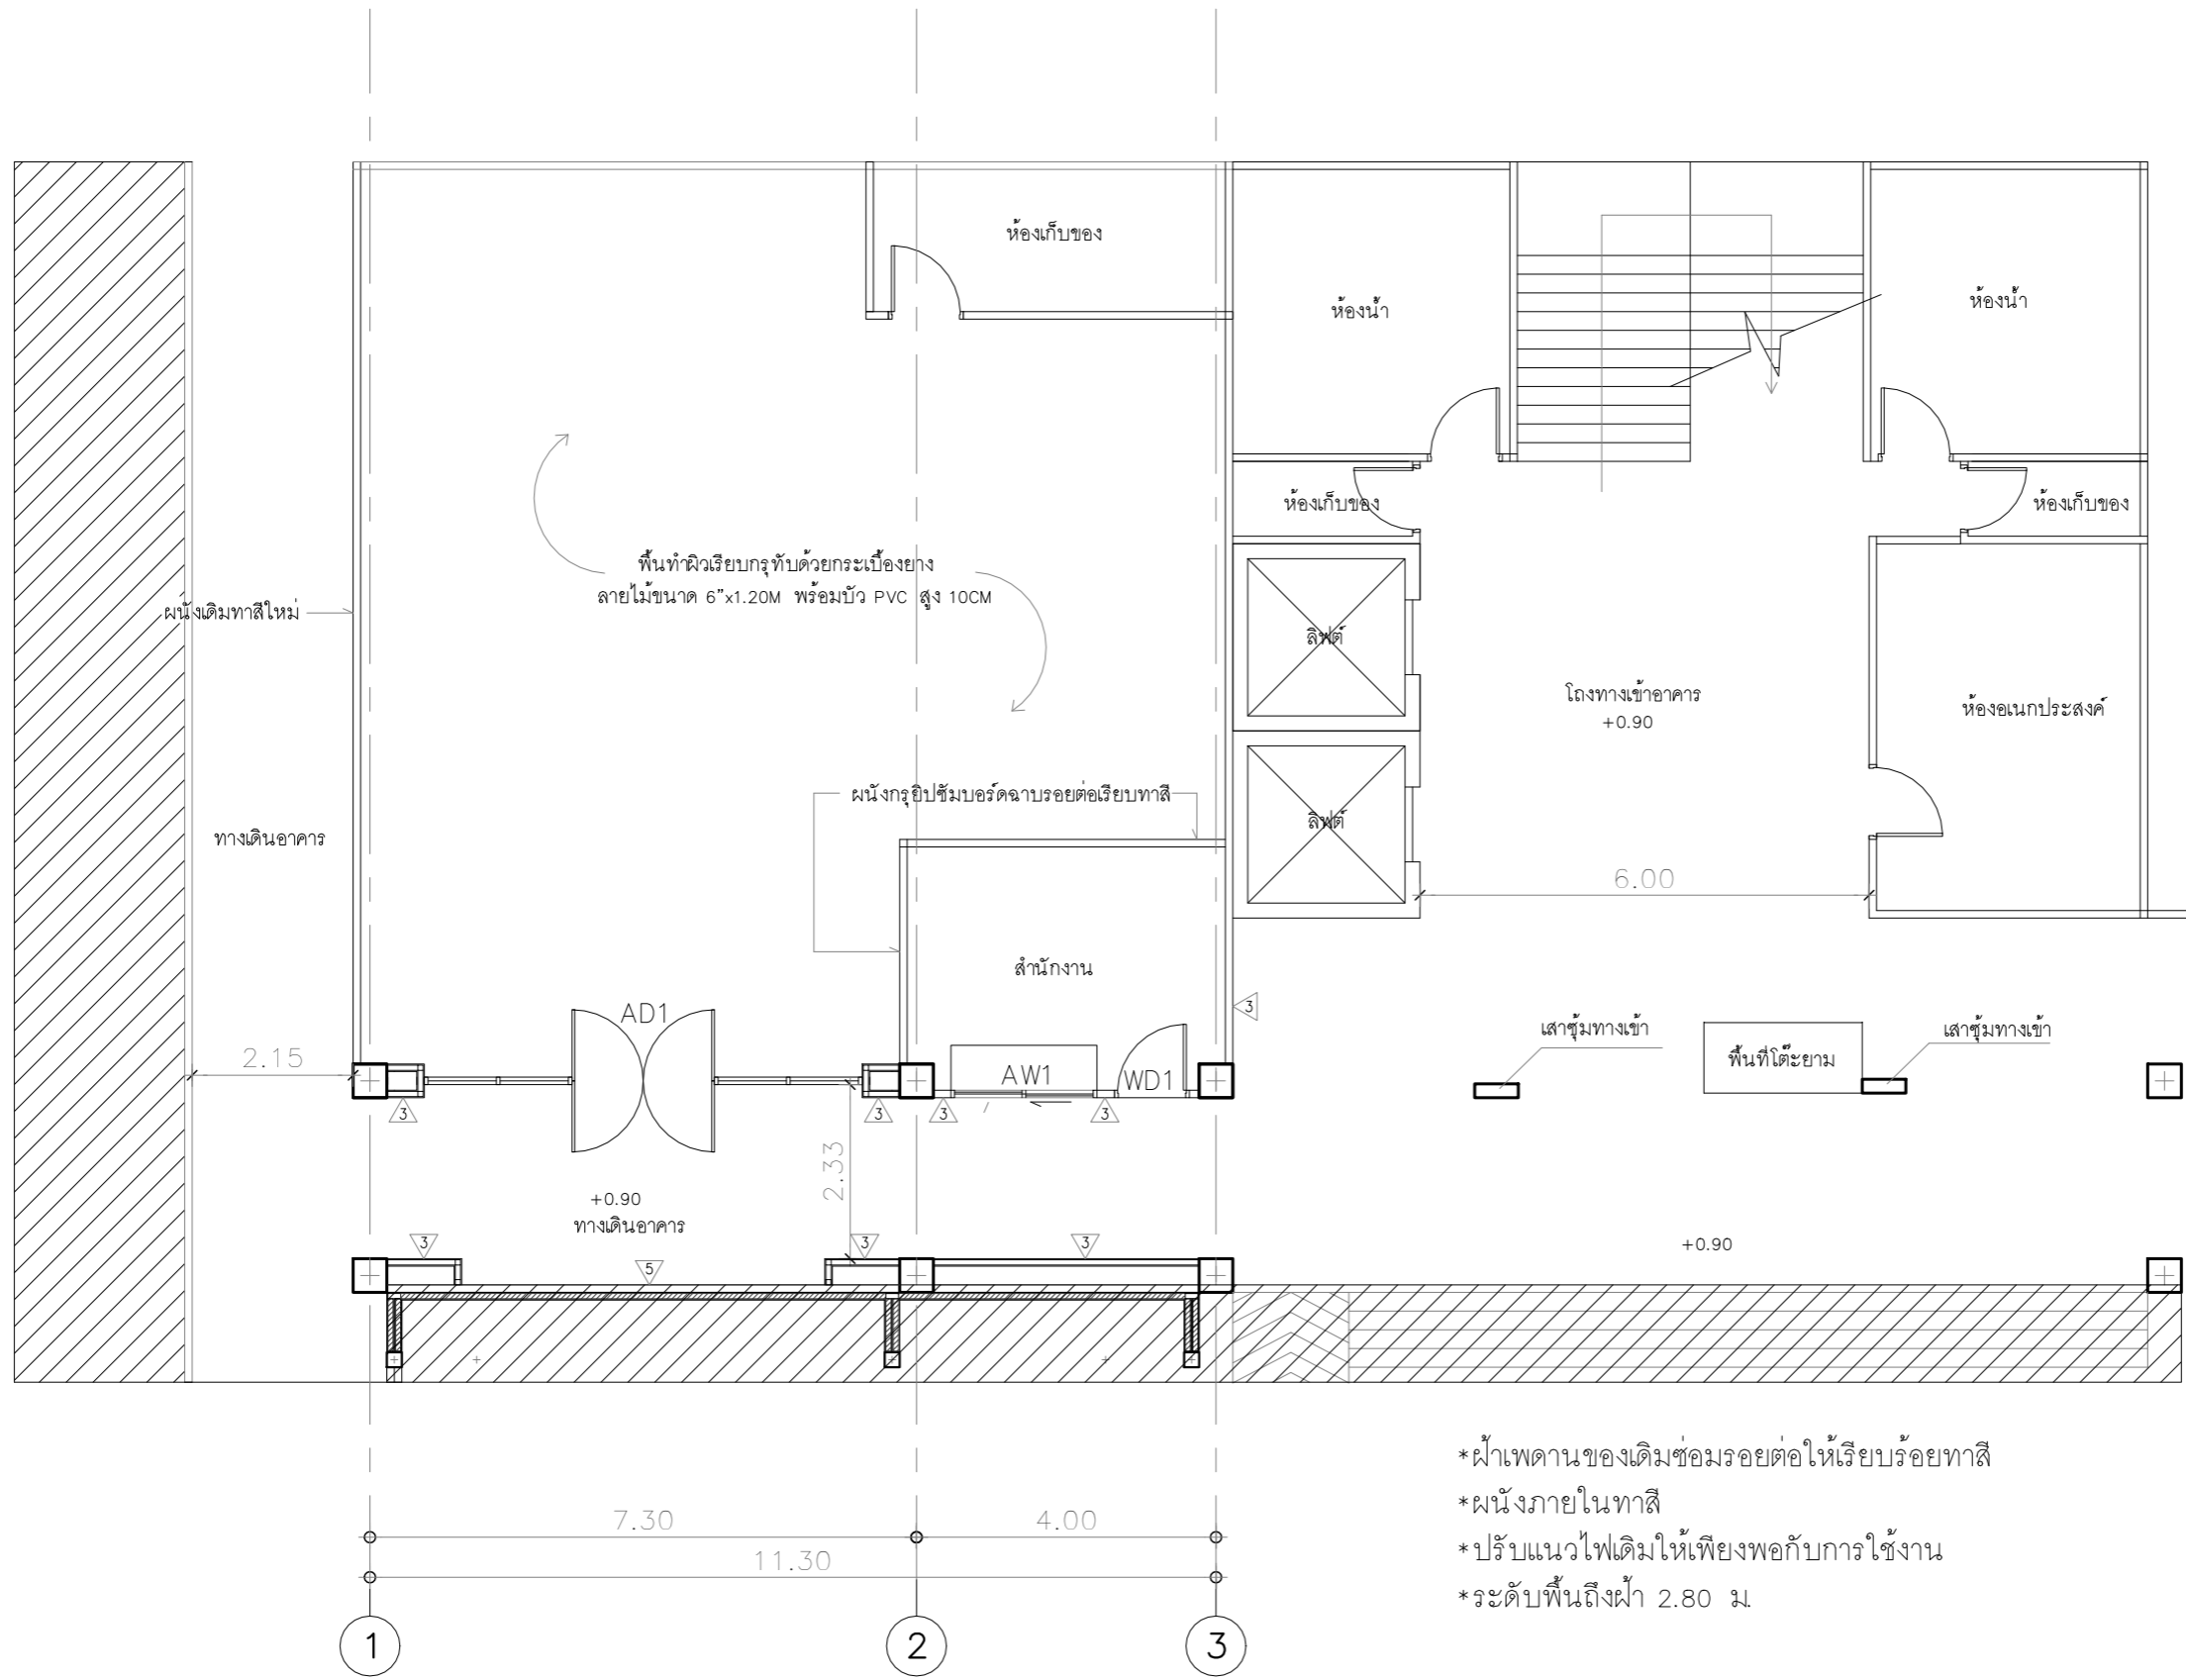 ห้องเก็บของ
ห้องน้ำ
ห้องน้ำ
ห้องเก็บของ
ห้องเก็บของ
พื้นทำผิวเรียบกรุทับด้วยกระเบื้องยาง
ลายไม้ขนาด 6"x1.20M พร้อมบัว PVC สูง 10CM
ผนังเดิมทาสีใหม่
ลิฟต์
โถงทางเข้าอาคาร
+0.90
ห้องอเนกประสงค์
ผนังกรุยิปซัมบอร์ดฉาบรอยต่อเรียบทาสี
ลิฟต์
ทางเดินอาคาร
6.00
สำนักงาน
AD1
3
เสาซุ้มทางเข้า
เสาซุ้มทางเข้า
พื้นที่โต๊ะยาม
2.15
AW1
WD1
3
3
3
3
2.33
+0.90
ทางเดินอาคาร
3
3
3
+0.90
5
*ฝ้าเพดานของเดิมซ่อมรอยต่อให้เรียบร้อยทาสี
*ผนังภายในทาสี
*ปรับแนวไฟเดิมให้เพียงพอกับการใช้งาน
*ระดับพื้นถึงฝ้า 2.80 ม.
7.30
4.00
11.30
1
2
3